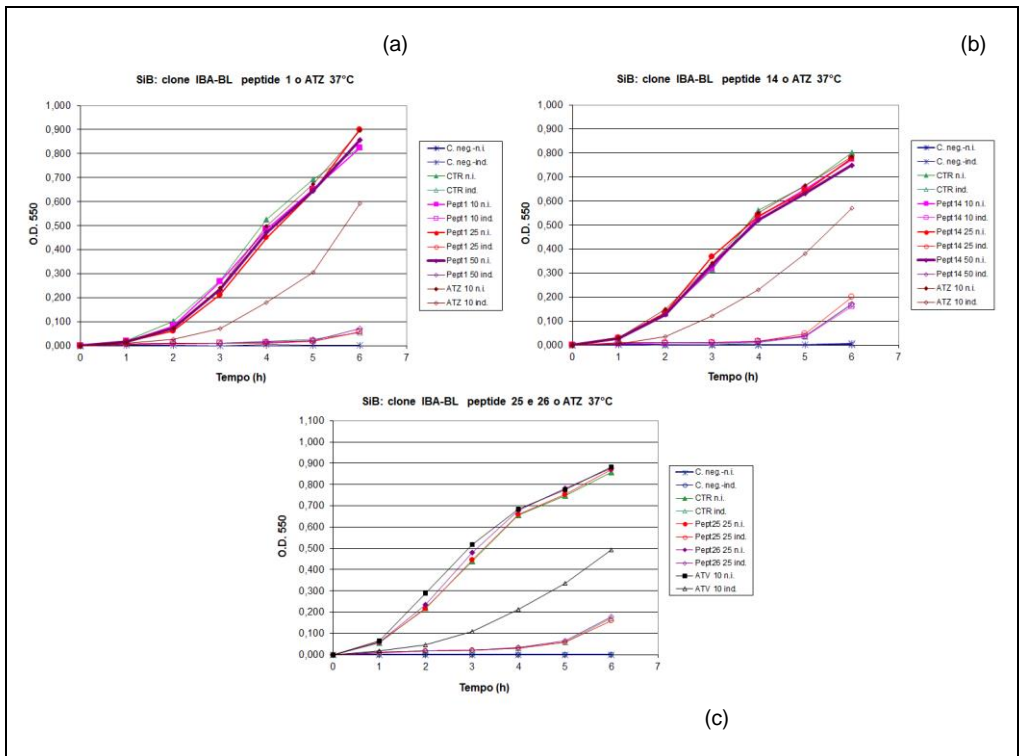 (a)
SiB: clone IBA-BL peptide 1 o ATZ 37°C
1,000
0,900
0,800
0,700
0,600
0,500
0,400
0,300
0,200
0,100
0,000
O.D. 550
0 1 2 3 4 5 6 7
Tempo (h)
C. neg.-n.i.
C. neg.-ind.
CTR n.i.
CTR ind.
Pept1 10 n.i.
Pept1 10 ind.
Pept1 25 n.i.
Pept1 25 ind.
Pept1 50 n.i.
Pept1 50 ind.
ATZ 10 n.i.
ATZ 10 ind.
(b)
SiB: clone IBA-BL peptide 14 o ATZ 37°C
1,000
0,900
0,800
0,700
0,600
0,500
0,400
0,300
0,200
0,100
0,000
O.D. 550
0 1 2 3 4 5 6 7
Tempo (h)
C. neg.-n.i.
C. neg.-ind.
CTR n.i.
CTR ind.
Pept14 10 n.i.
Pept14 10 ind.
Pept14 25 n.i.
Pept14 25 ind.
Pept14 50 n.i.
Pept14 50 ind.
ATZ 10 n.i.
ATZ 10 ind.
SiB: clone IBA-BL peptide 25 e 26 o ATZ 37°C
1,100
1,000
0,900
0,800
0,700
0,600
0,500
0,400
0,300
0,200
0,100
0,000
O.D. 550
0 1 2 3 4 5 6 7
Tempo (h)
C. neg.-n.i.
C. neg.-ind.
CTR n.i.
CTR ind.
Pept25 25 n.i.
Pept25 25 ind.
Pept26 25 n.i.
Pept26 25 ind.
ATV 10 n.i.
ATV 10 ind.
(c)